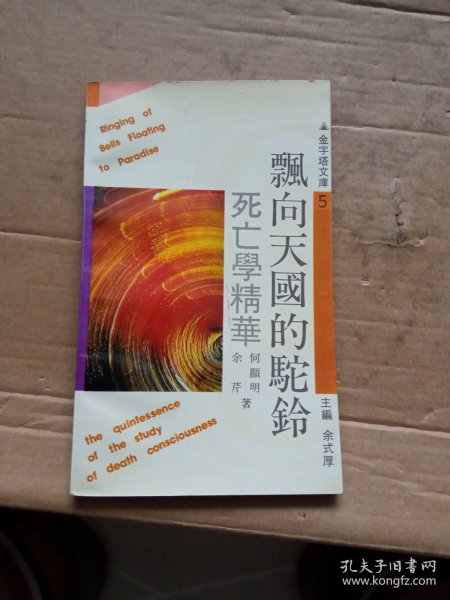 Ringing of
Bells Floating
to Paradise
金字塔文庫
5
飄向天國的駝鈴
死亡學精華
何顯明
余芹
著
主編 余式厚
the quintessence
of the study
of death consciousness
孔夫子旧书网
www.kongfz.com